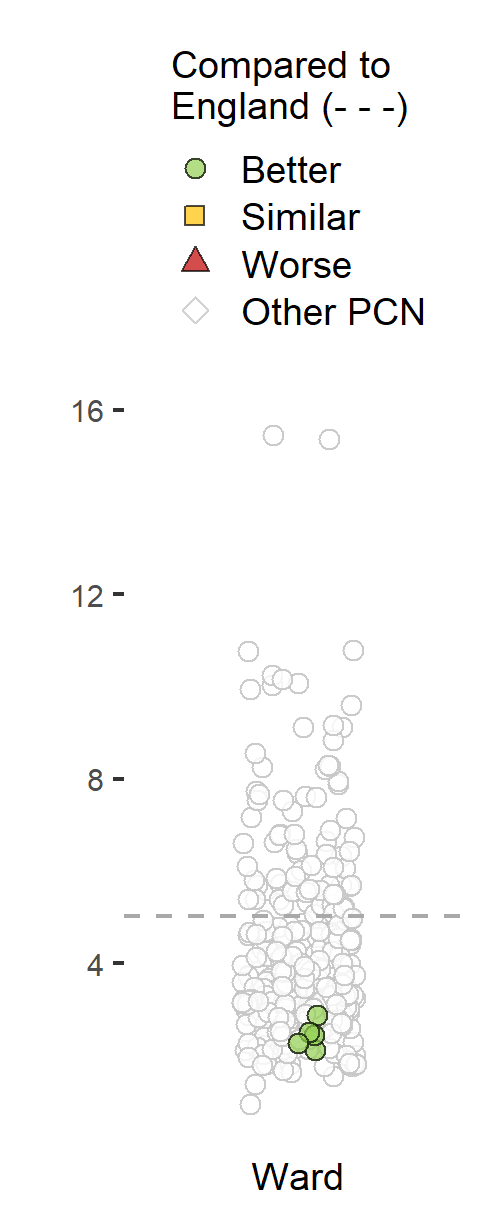 Compared to
England (- - -)
Better
Similar
Worse
Other PCN
16
12
8
4
Ward